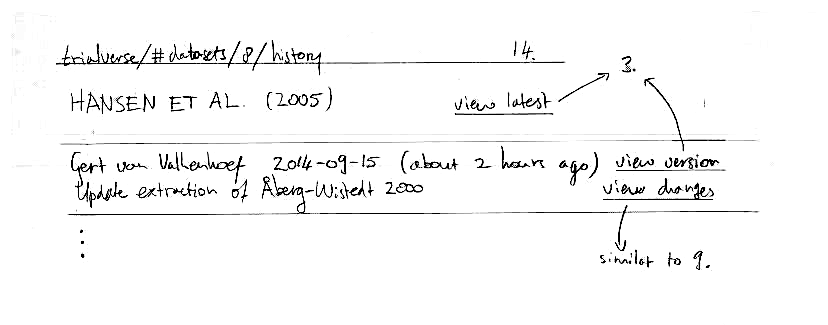 trialverse/#datasets/8/history 14.
3.
HANSEN ET AL. (2005) view latest
Gert van Valkenhoef 2014-09-15 (about 2 hours ago) view version
Update extraction of Åberg-Wistedt 2000 view changes
similar to 9.